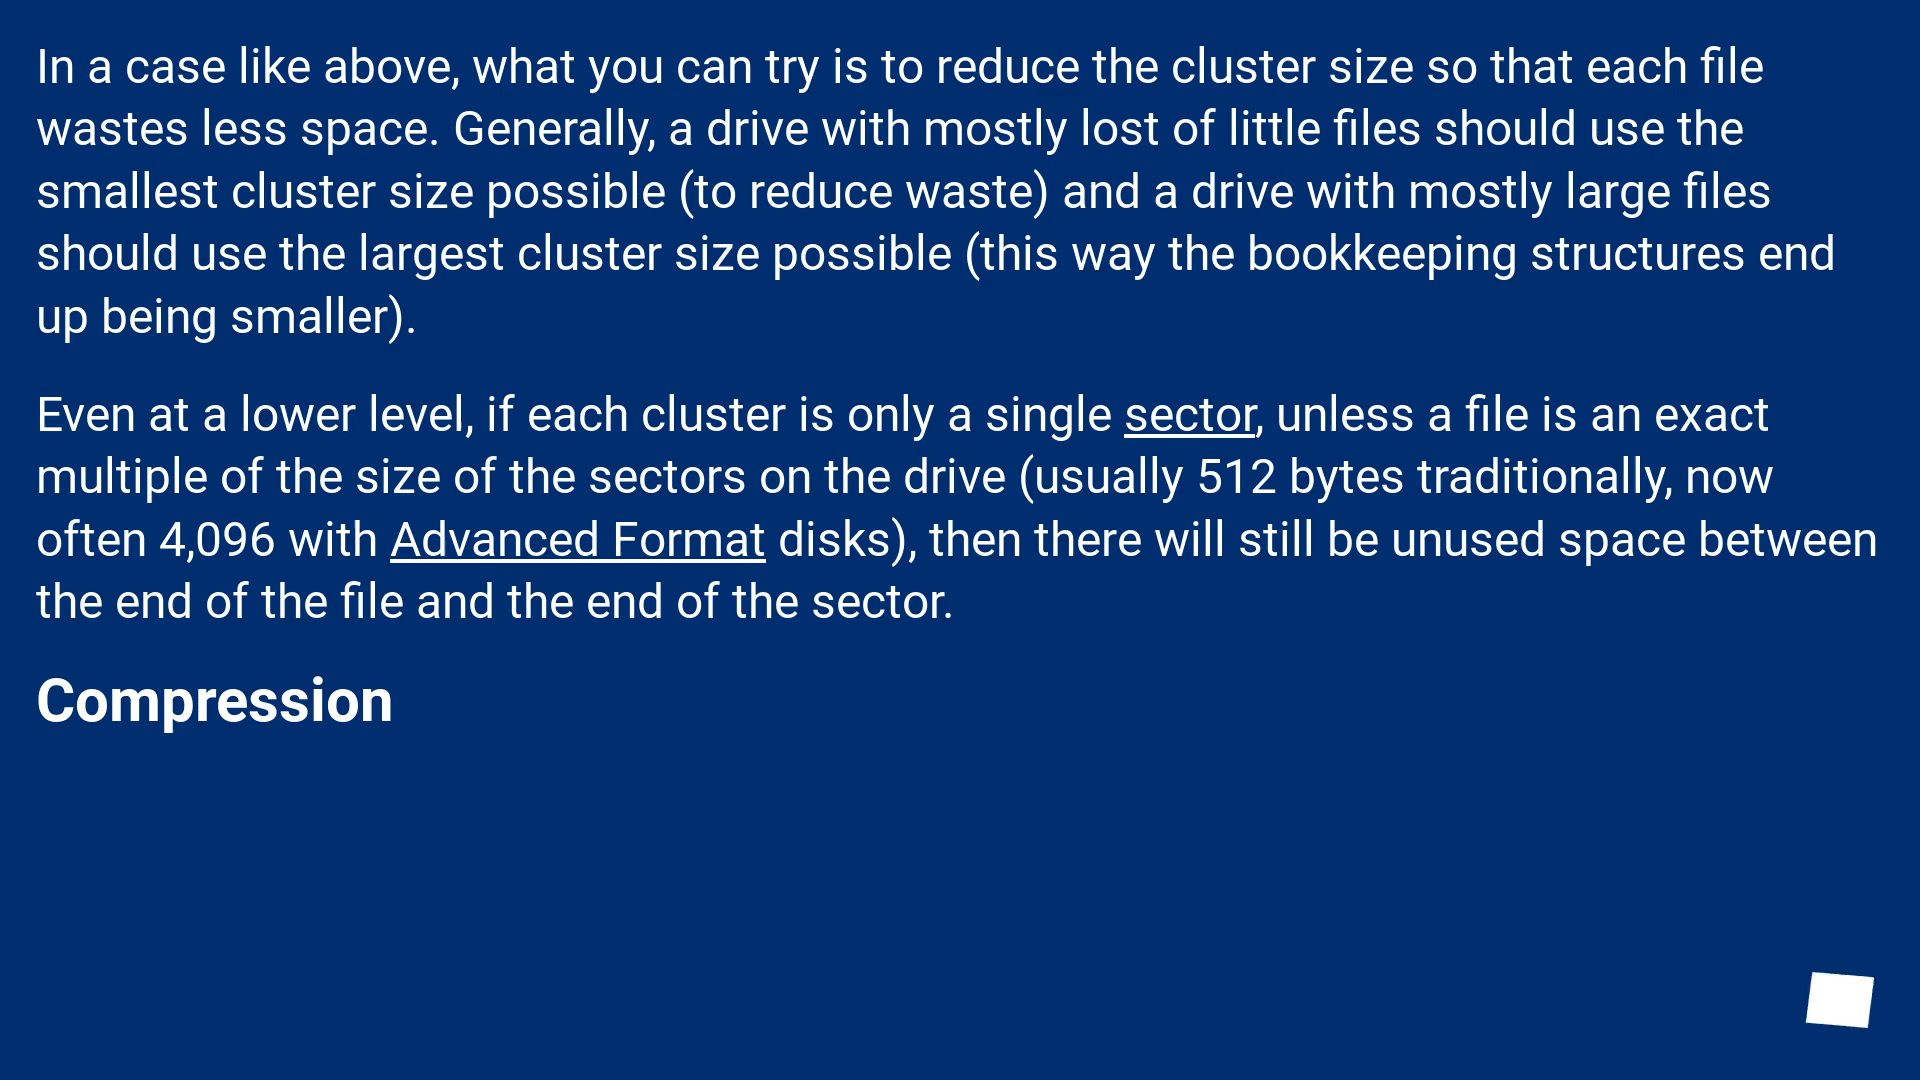 In a case like above, what you can try is to reduce the cluster size so that each file
wastes less space. Generally, a drive with mostly lost of little files should use the
smallest cluster size possible (to reduce waste) and a drive with mostly large files
should use the largest cluster size possible (this way the bookkeeping structures end
up being smaller).
Even at a lower level, if each cluster is only a single sector, unless a file is an exact
multiple of the size of the sectors on the drive (usually 512 bytes traditionally, now
often 4,096 with Advanced Format disks), then there will still be unused space between
the end of the file and the end of the sector.
Compression